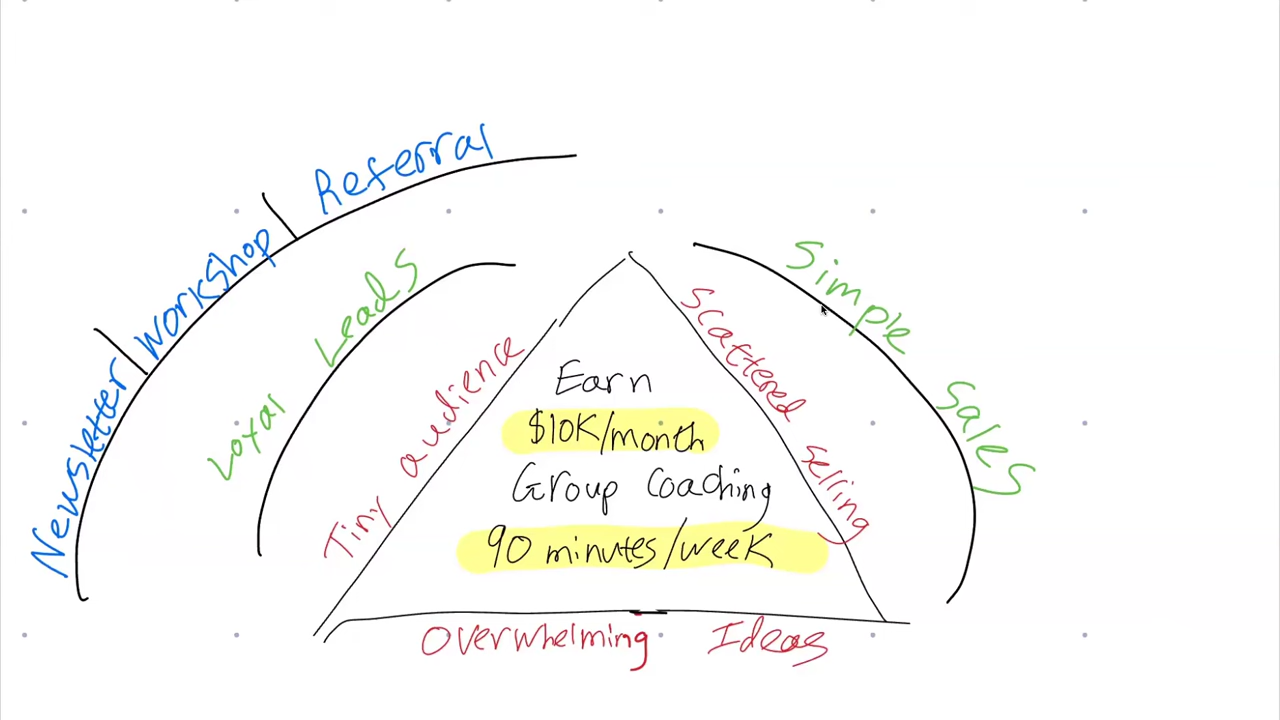 Referral
Workshop
Newsletter
Loyal Leads
Simple Sales
Tiny audience
Scattered selling
Earn
$10K/month
Group Coaching
90 minutes/week
Overwhelming Ideas